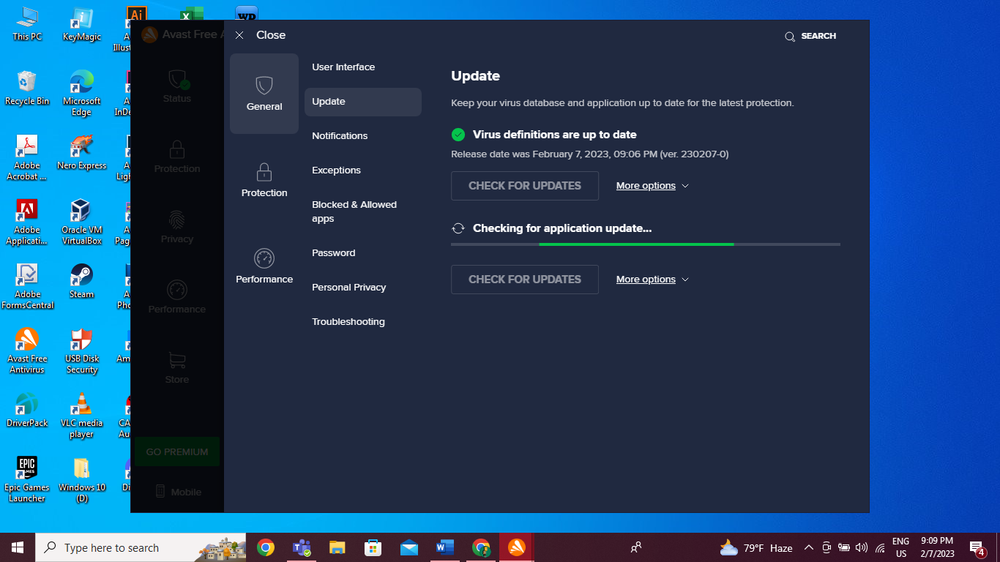 This PC
KeyMagic
Ai
Illust
Recycle Bin
Microsoft
Edge
InDe
Adobe
Acrobat ...
Nero Express
Ligh
Adobe
Applicati...
Oracle VM
VirtualBox
Pag
Adobe
FormsCentral
Steam
Pho
Avast Free
Antivirus
USB Disk
Security
Am
DriverPack
VLC media
player
CA
Au
EPIC
GAMES
Epic Games
Launcher
Windows 10
(D)
Di
Avast Free A
Status
Protection
Privacy
Performance
Store
GO PREMIUM
Mobile
Close
SEARCH
General
Protection
Performance
User Interface
Update
Notifications
Exceptions
Blocked & Allowed
apps
Password
Personal Privacy
Troubleshooting
Update
Keep your virus database and application up to date for the latest protection.
Virus definitions are up to date
Release date was February 7, 2023, 09:06 PM (ver. 230207-0)
CHECK FOR UPDATES
More options
Checking for application update...
CHECK FOR UPDATES
More options
Type here to search
79°F Haze
ENG
US
9:09 PM
2/7/2023
4